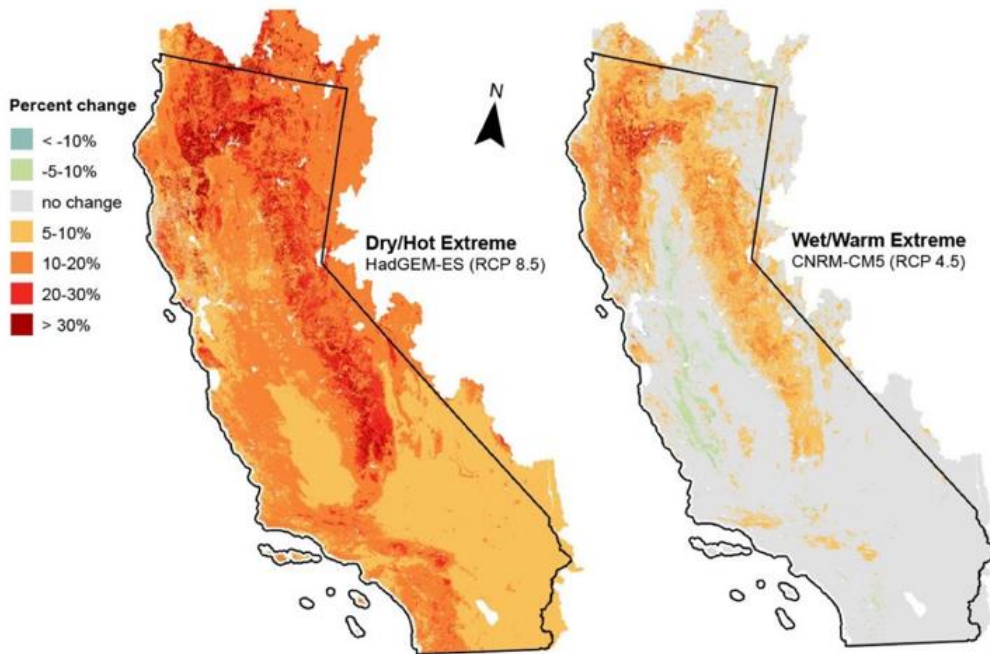 N
Percent change
< -10%
-5-10%
no change
5-10%
10-20%
20-30%
> 30%
Dry/Hot Extreme
HadGEM-ES (RCP 8.5)
Wet/Warm Extreme
CNRM-CM5 (RCP 4.5)